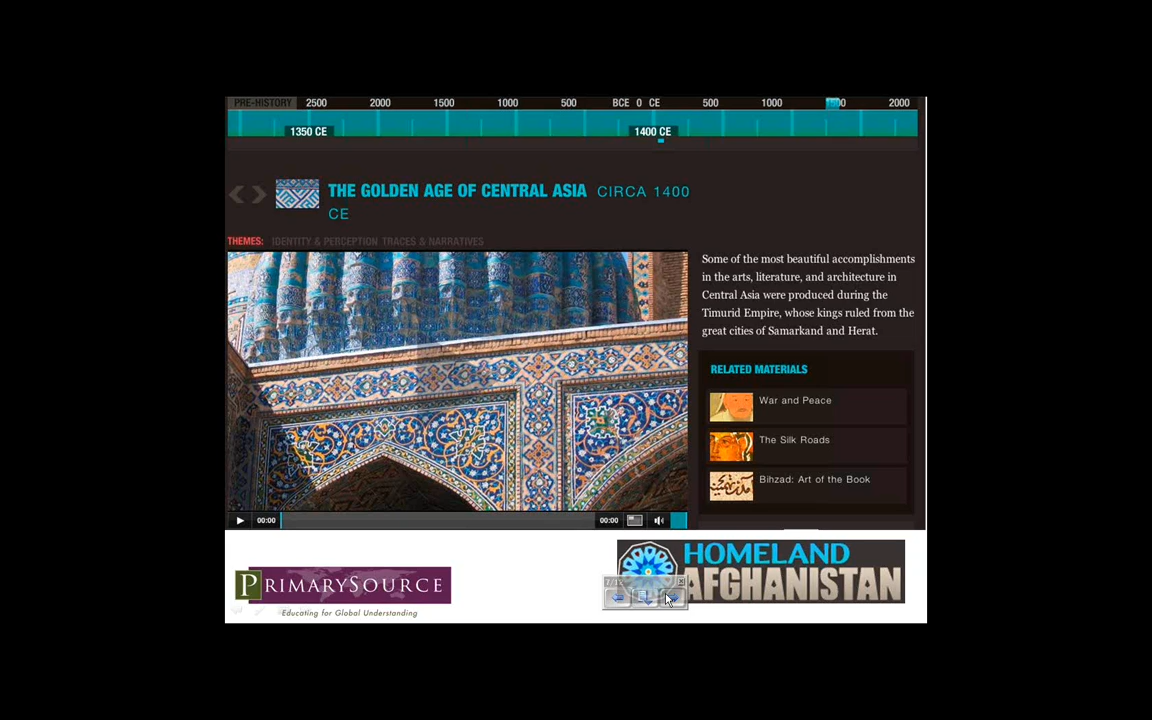 PRE-HISTORY 2500 2000 1500 1000 500 BCE 0 CE 500 1000 2000
1350 CE 1400 CE
THE GOLDEN AGE OF CENTRAL ASIA CIRCA 1400
CE
THEMES: IDENTITY & PERCEPTION TRACES & NARRATIVES
Some of the most beautiful accomplishments
in the arts, literature, and architecture in
Central Asia were produced during the
Timurid Empire, whose kings ruled from the
great cities of Samarkand and Herat.
RELATED MATERIALS
War and Peace
The Silk Roads
Bihzad: Art of the Book
00:00 00:00
PRIMARYSOURCE
Educating for Global Understanding
HOMELAND
AFGHANISTAN